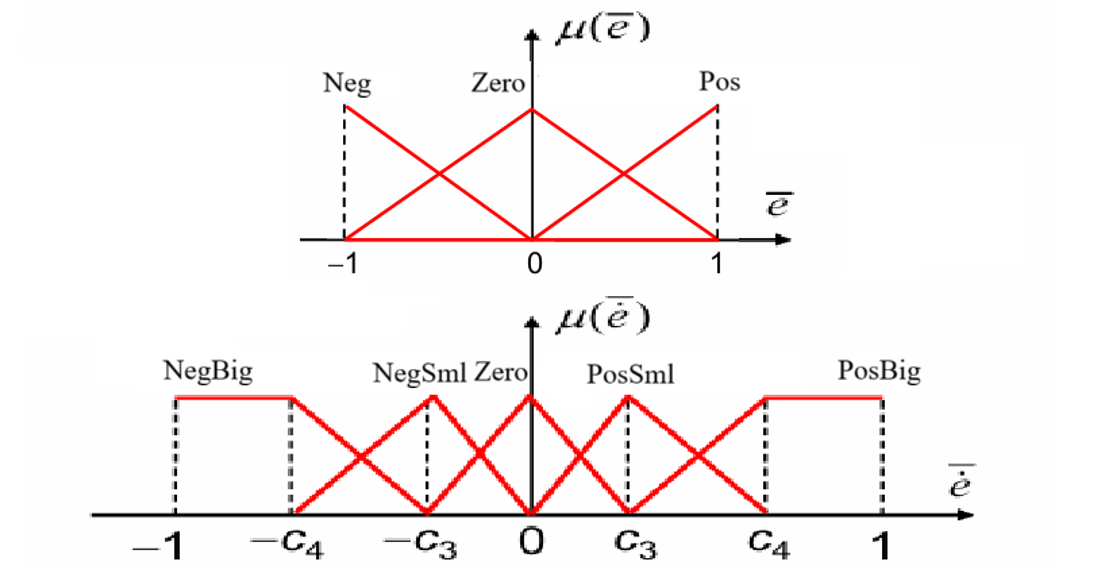 μ(e̅)
Neg Zero Pos
e̅
−1 0 1
μ(ė̅)
NegBig NegSml Zero PosSml PosBig
ė̅
−1 −c₄ −c₃ 0 c₃ c₄ 1